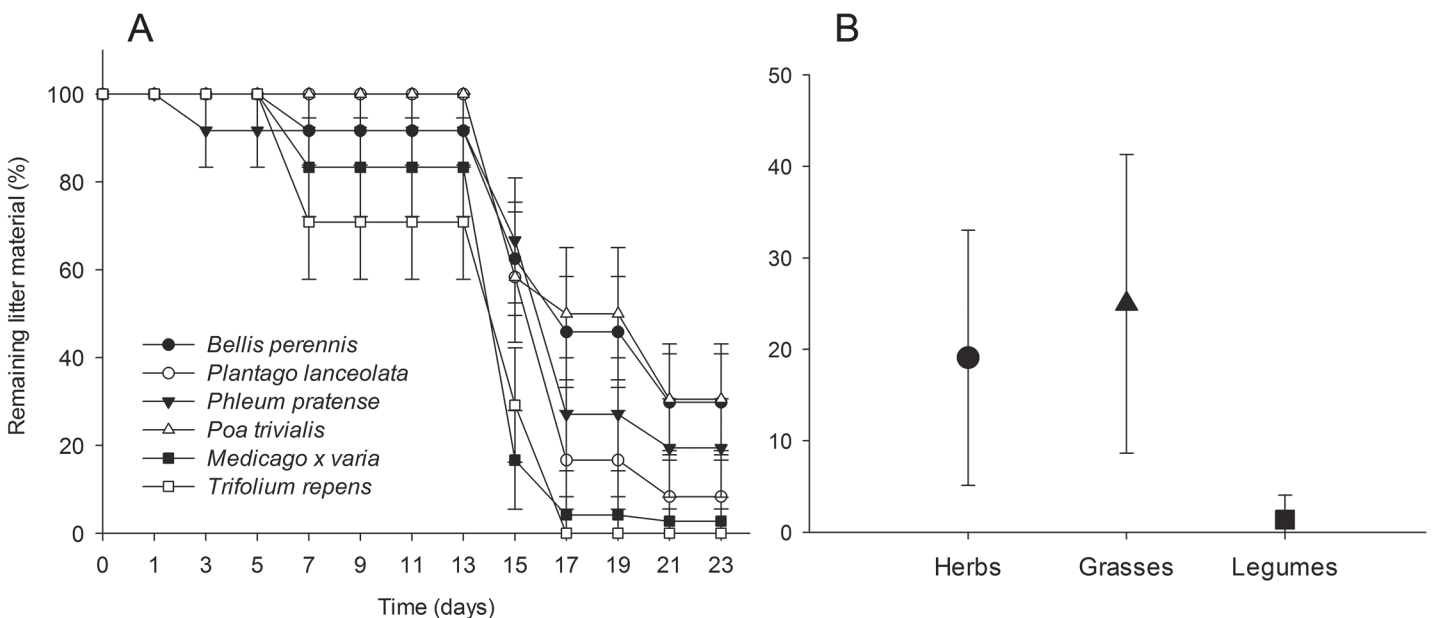 A
Remaining litter material (%)
100
80
60
40
20
0
Bellis perennis
Plantago lanceolata
Phleum pratense
Poa trivialis
Medicago x varia
Trifolium repens
0 1 3 5 7 9 11 13 15 17 19 21 23
Time (days)
B
50
40
30
20
10
0
Herbs Grasses Legumes